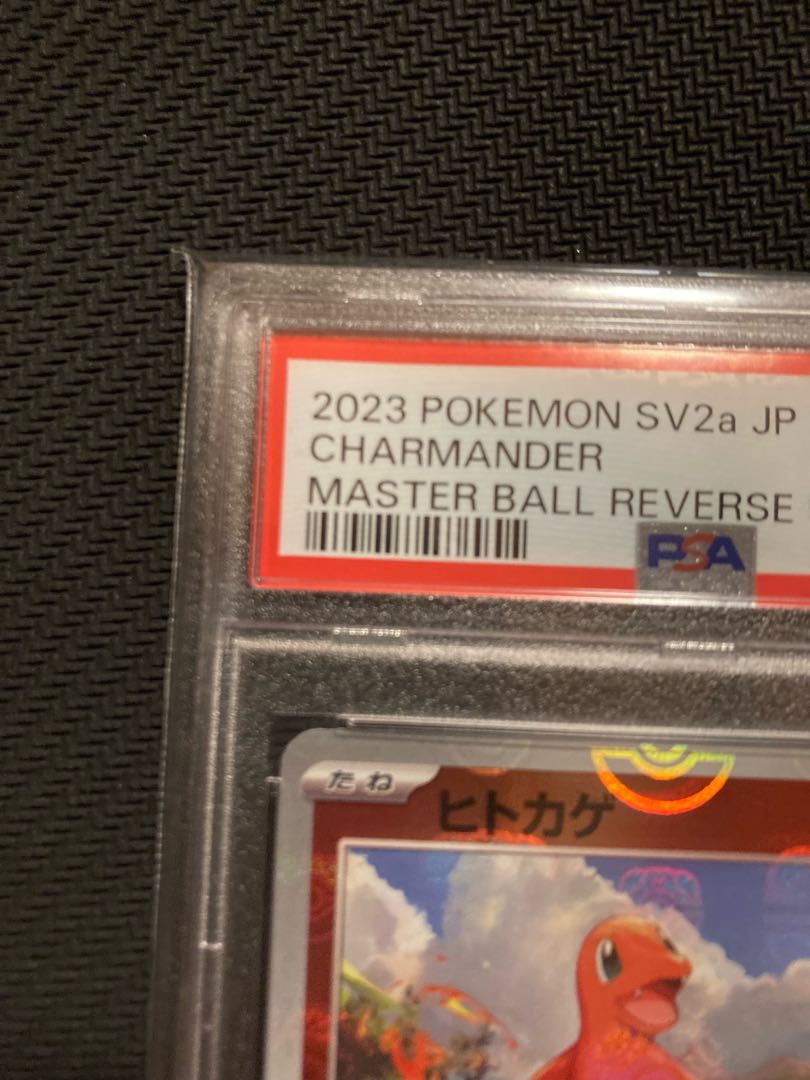 2023 POKEMON SV2a JP
CHARMANDER
MASTER BALL REVERSE
PSA
たね
ヒトカゲ